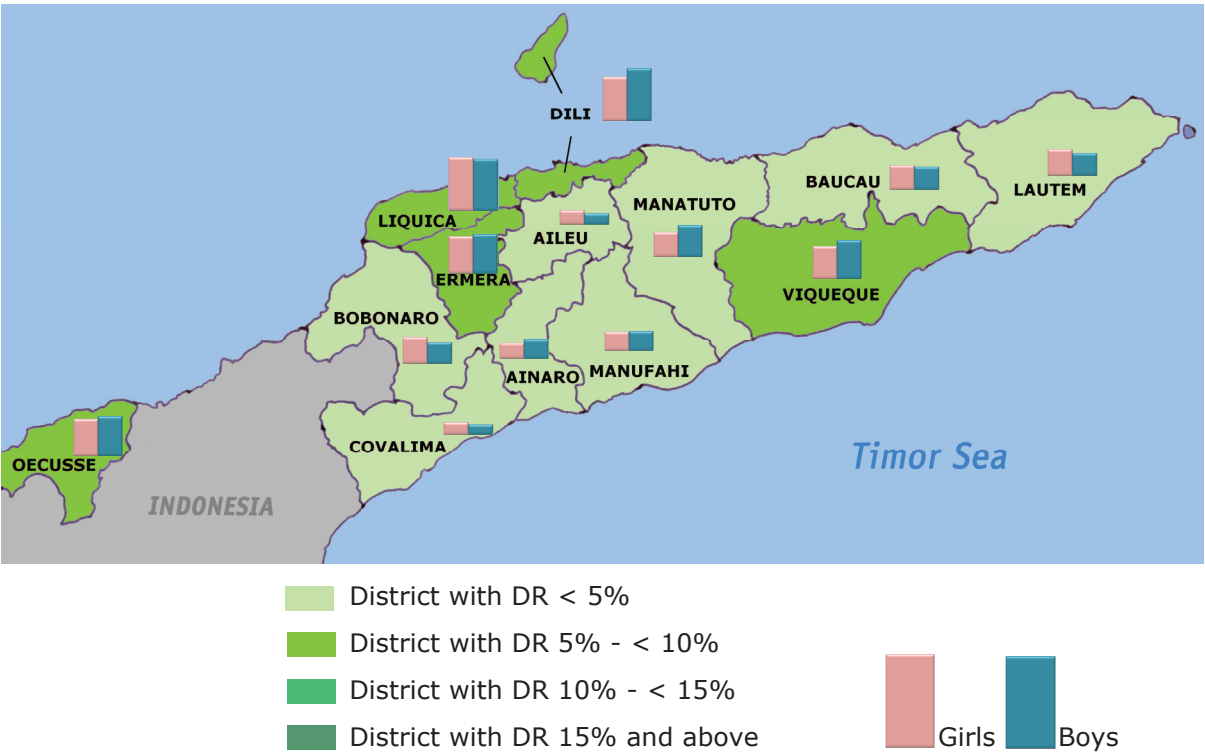 DILI
BAUCAU
LAUTEM
MANATUTO
LIQUICA
AILEU
ERMERA
VIQUEQUE
BOBONARO
AINARO
MANUFAHI
COVALIMA
OECUSSE
Timor Sea
INDONESIA
District with DR < 5%
District with DR 5% - < 10%
District with DR 10% - < 15%
District with DR 15% and above
Girls
Boys